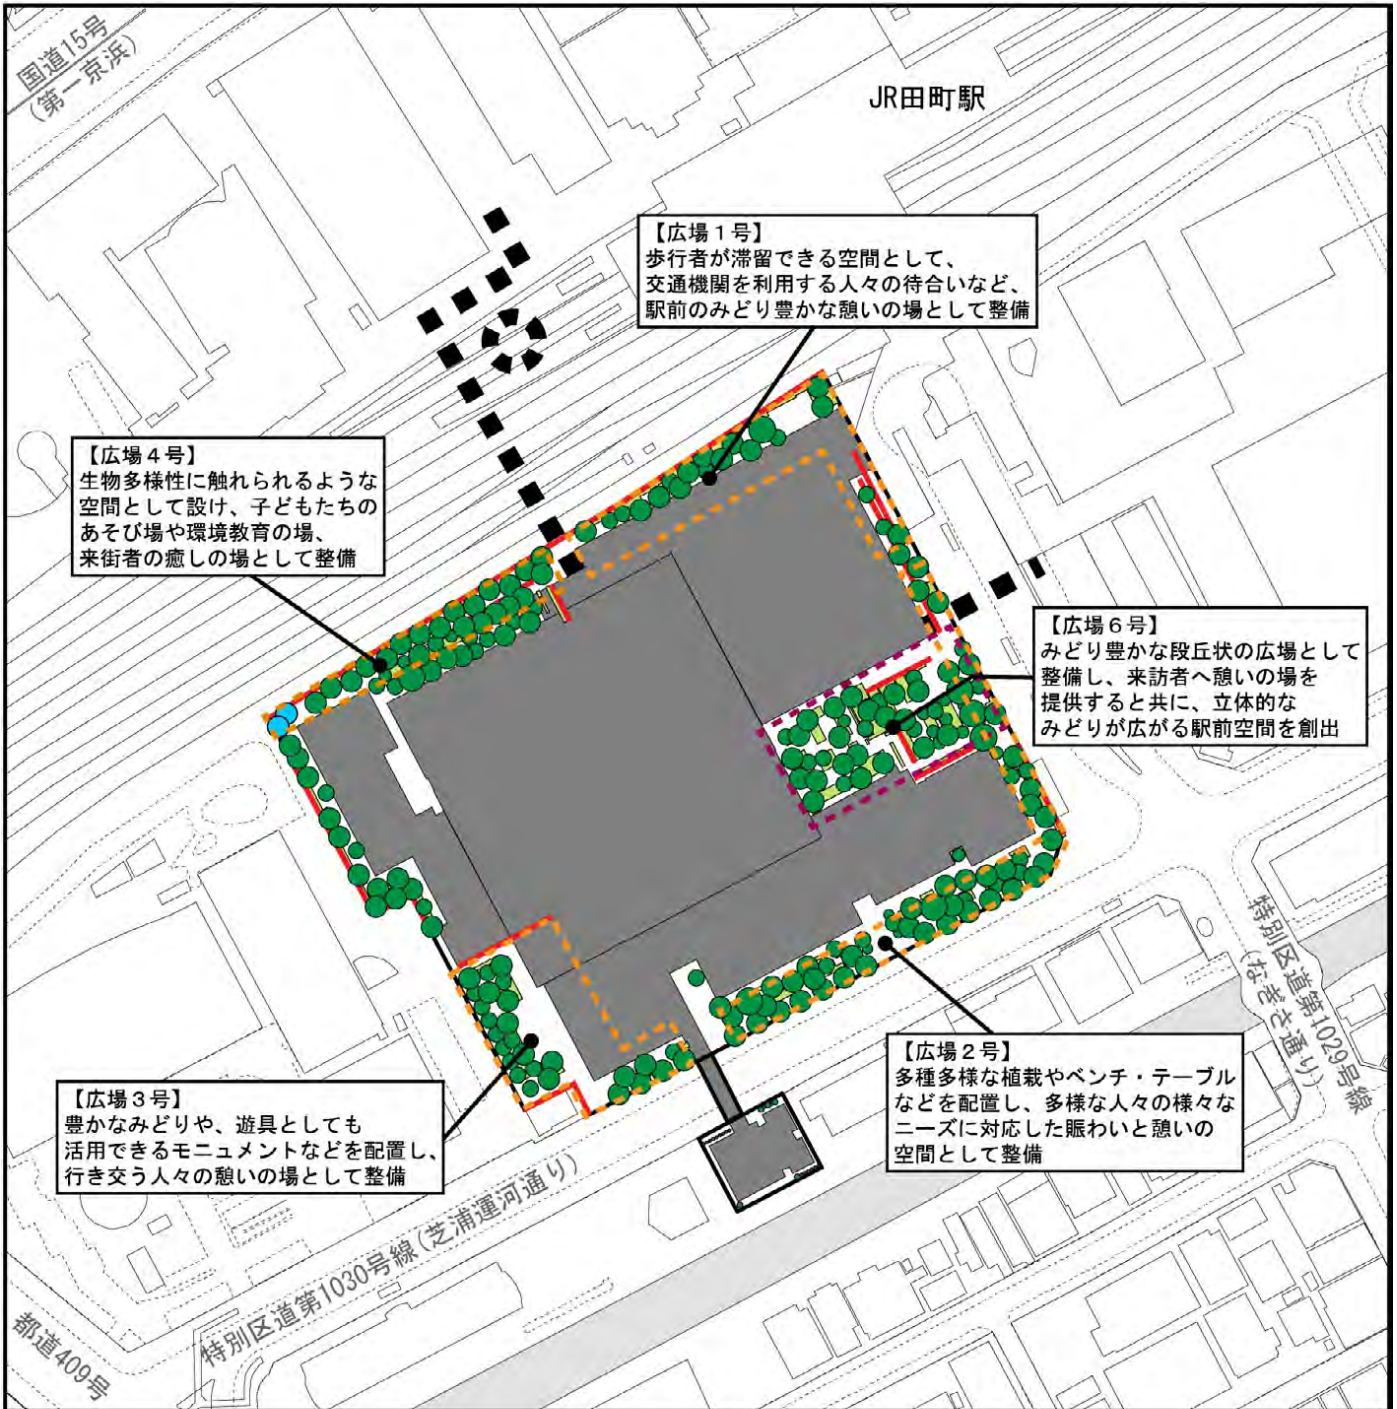 国道15号
(第一京浜)
JR田町駅
【広場１号】
歩行者が滞留できる空間として、
交通機関を利用する人々の待合いなど、
駅前のみどり豊かな憩いの場として整備
【広場４号】
生物多様性に触れられるような
空間として設け、子どもたちの
あそび場や環境教育の場、
来街者の癒しの場として整備
【広場６号】
みどり豊かな段丘状の広場として
整備し、来訪者へ憩いの場を
提供すると共に、立体的な
みどりが広がる駅前空間を創出
特別区道第1029号線
(なぎさ通り)
【広場２号】
多種多様な植栽やベンチ・テーブル
などを配置し、多様な人々の様々な
ニーズに対応した賑わいと憩いの
空間として整備
【広場３号】
豊かなみどりや、遊具としても
活用できるモニュメントなどを配置し、
行き交う人々の憩いの場として整備
特別区道第1030号線(芝浦運河通り)
都道409号